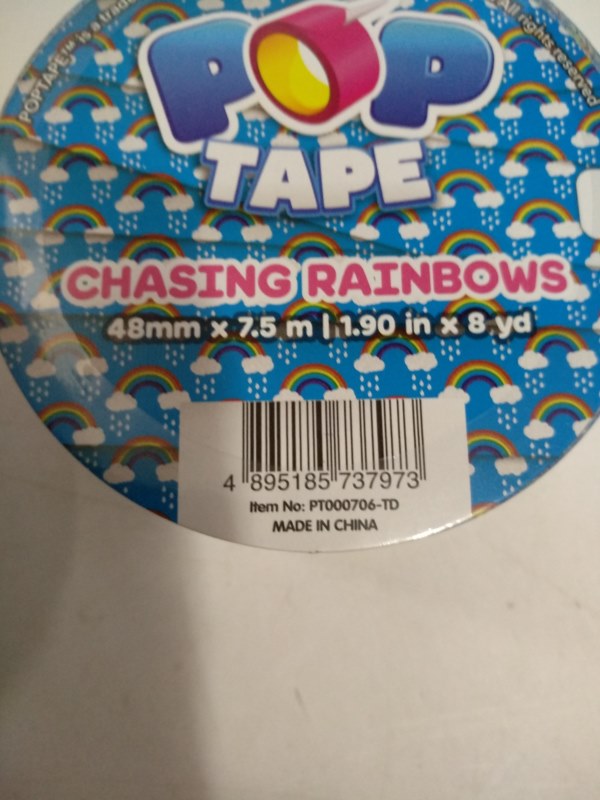 POPTAPE™ is a trade
All rights reserved
POP
TAPE
CHASING RAINBOWS
48mm x 7.5 m | 1.90 in x 8 yd
4 895185 737973
Item No: PT000706-TD
MADE IN CHINA